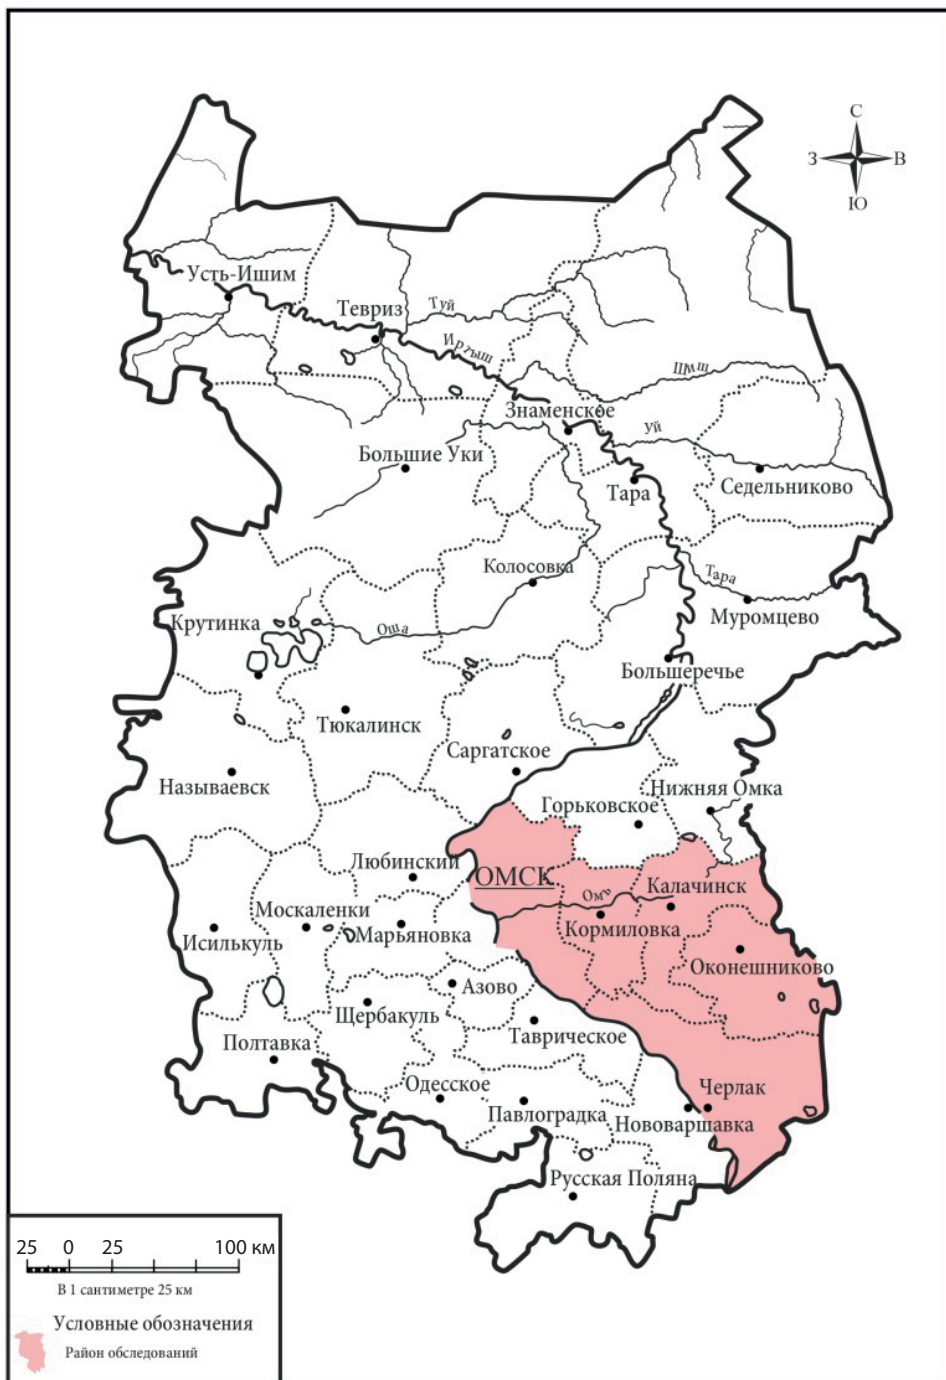 С
З В
Ю
Усть-Ишим
Тевриз
Туй
Иртыш
Шиш
Знаменское
Уй
Большие Уки
Тара
Седельниково
Колосовка
Тара
Муромцево
Крутинка
Оша
Большеречье
Тюкалинск
Саргатское
Называевск
Горьковское
Нижняя Омка
Любинский
ОМСК
Омь
Калачинск
Москаленки
Исилькуль
Марьяновка
Кормиловка
Оконешниково
Азово
Щербакуль
Таврическое
Полтавка
Одесское
Павлоградка
Черлак
Нововаршавка
Русская Поляна
25 0 25 100 км
В 1 сантиметре 25 км
Условные обозначения
Район обследований